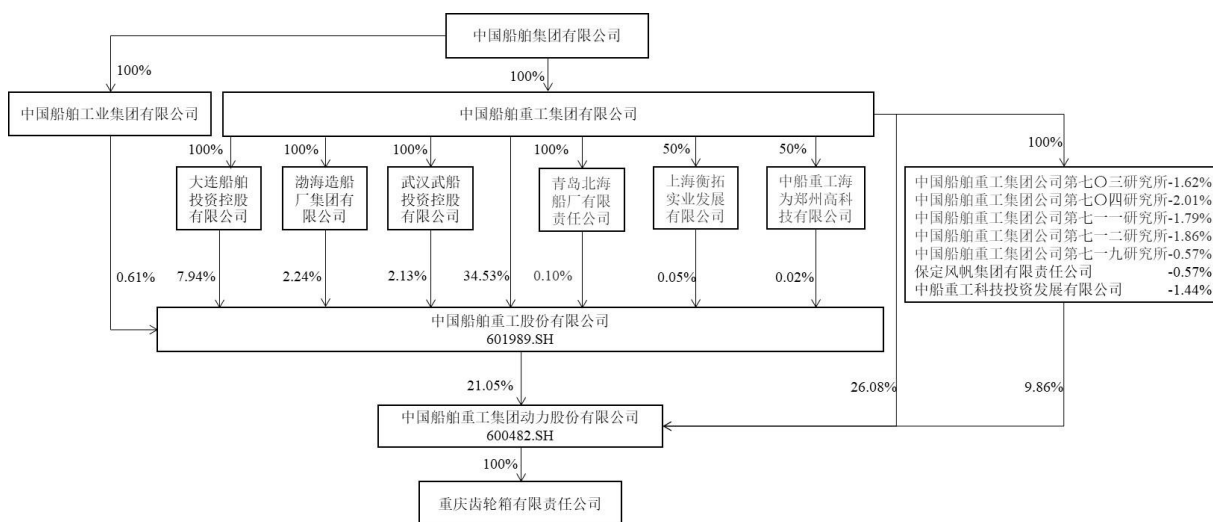 中国船舶集团有限公司
100%
100%
中国船舶工业集团有限公司
中国船舶重工集团有限公司
100%
100%
100%
100%
50%
50%
100%
大连船舶
投资控股
有限公司
渤海造船
厂集团有
限公司
武汉武船
投资控股
有限公司
青岛北海
船厂有限
责任公司
上海衡拓
实业发展
有限公司
中船重工海
为郑州高科
技有限公司
中国船舶重工集团公司第七〇三研究所-1.62%
中国船舶重工集团公司第七〇四研究所-2.01%
中国船舶重工集团公司第七一一研究所-1.79%
中国船舶重工集团公司第七一二研究所-1.86%
中国船舶重工集团公司第七一九研究所-0.57%
保定风帆集团有限责任公司 -0.57%
中船重工科技投资发展有限公司 -1.44%
0.61%
7.94%
2.24%
2.13%
34.53%
0.10%
0.05%
0.02%
中国船舶重工股份有限公司
601989.SH
21.05%
26.08%
9.86%
中国船舶重工集团动力股份有限公司
600482.SH
100%
重庆齿轮箱有限责任公司